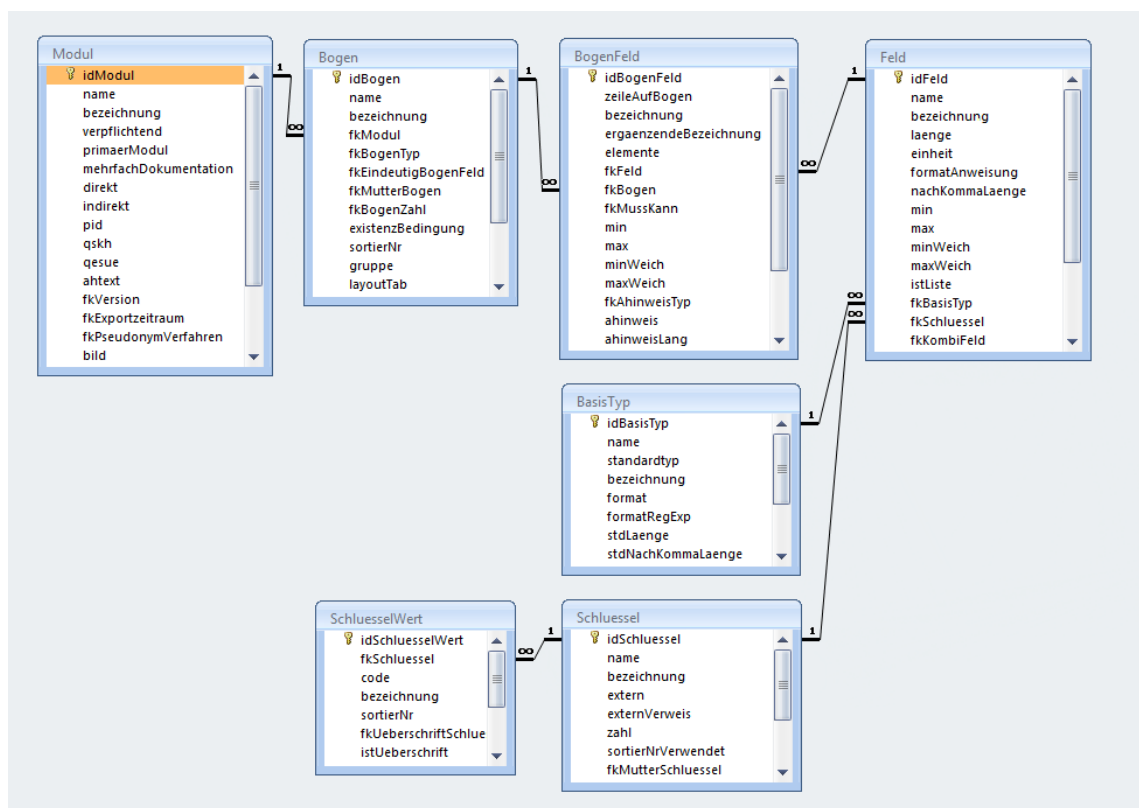 Modul
idModul
name
bezeichnung
verpflichtend
primaerModul
mehrfachDokumentation
direkt
indirekt
pid
qskh
qesue
ahtext
fkVersion
fkExportzeitraum
fkPseudonymVerfahren
bild
1
∞
Bogen
idBogen
name
bezeichnung
fkModul
fkBogenTyp
fkEindeutigBogenFeld
fkMutterBogen
fkBogenZahl
existenzBedingung
sortierNr
gruppe
layoutTab
1
∞
BogenFeld
idBogenFeld
zeileAufBogen
bezeichnung
ergaenzendeBezeichnung
elemente
fkFeld
fkBogen
fkMussKann
min
max
minWeich
maxWeich
fkAhinweisTyp
ahinweis
ahinweisLang
1
∞
Feld
idFeld
name
bezeichnung
laenge
einheit
formatAnweisung
nachKommaLaenge
min
max
minWeich
maxWeich
istListe
fkBasisTyp
fkSchluessel
fkKombiFeld
∞
∞
BasisTyp
idBasisTyp
name
standardtyp
bezeichnung
format
formatRegExp
stdLaenge
stdNachKommaLaenge
1
SchluesselWert
idSchluesselWert
fkSchluessel
code
bezeichnung
sortierNr
fkUeberschriftSchlue
istUeberschrift
∞
1
Schluessel
idSchluessel
name
bezeichnung
extern
externVerweis
zahl
sortierNrVerwendet
fkMutterSchluessel
1